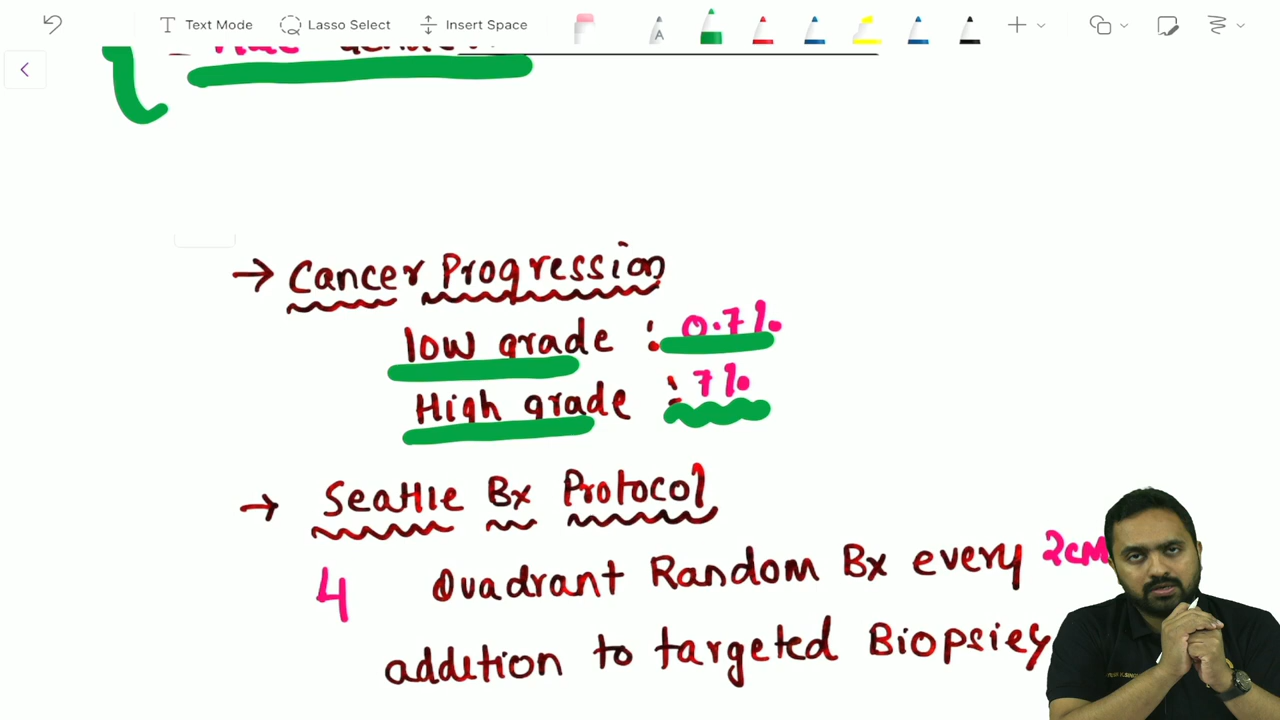 Text Mode
Lasso Select
Insert Space
→ Cancer Progression
low grade : 0.7%
High grade : 7%
→ Seattle Bx Protocol
4 Quadrant Random Bx every 2cm
addition to targeted Biopsies